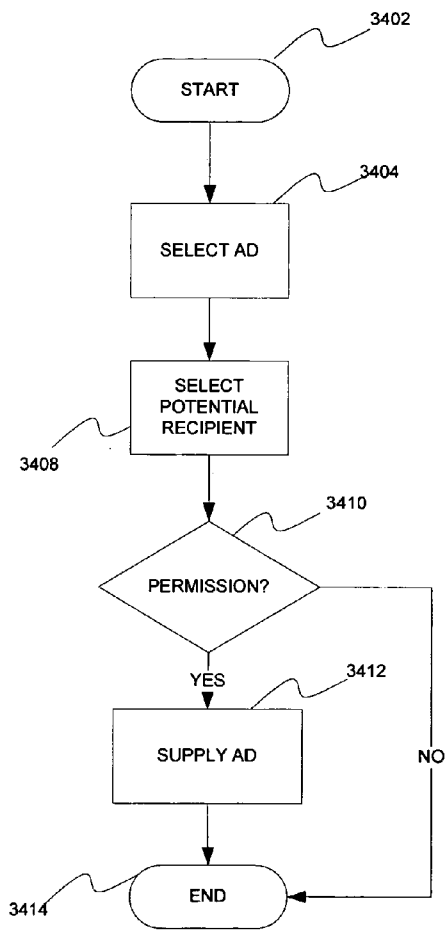 3402
START
3404
SELECT AD
SELECT
POTENTIAL
RECIPIENT
3408
3410
PERMISSION?
YES
3412
SUPPLY AD
NO
END
3414